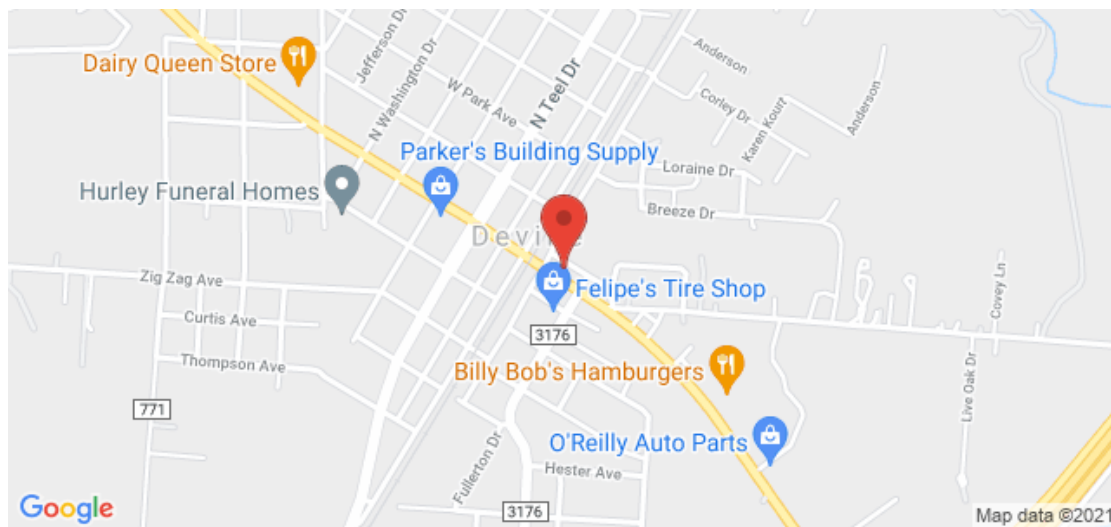 Dairy Queen Store
Jefferson Dr
N Washington Dr
W Park Ave
N Teel Dr
Anderson
Corley Dr
Karen Kourt
Anderson
Parker's Building Supply
Loraine Dr
Hurley Funeral Homes
Breeze Dr
Zig Zag Ave
Felipe's Tire Shop
Covey Ln
Curtis Ave
3176
Thompson Ave
Billy Bob's Hamburgers
Live Oak Dr
771
Fullerton Dr
O'Reilly Auto Parts
Hester Ave
3176
Google
Map data ©2021